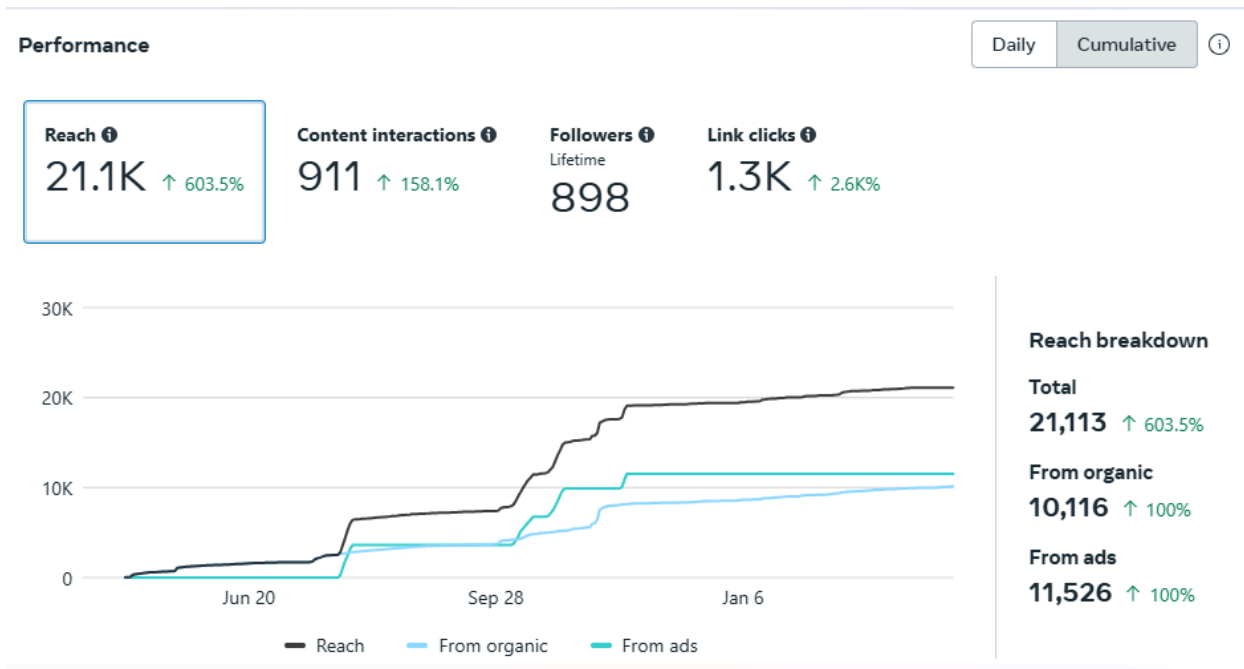 Performance
Daily
Cumulative
Reach
21.1K ↑ 603.5%
Content interactions
911 ↑ 158.1%
Followers
Lifetime
898
Link clicks
1.3K ↑ 2.6K%
30K
20K
10K
0
Jun 20
Sep 28
Jan 6
Reach
From organic
From ads
Reach breakdown
Total
21,113 ↑ 603.5%
From organic
10,116 ↑ 100%
From ads
11,526 ↑ 100%